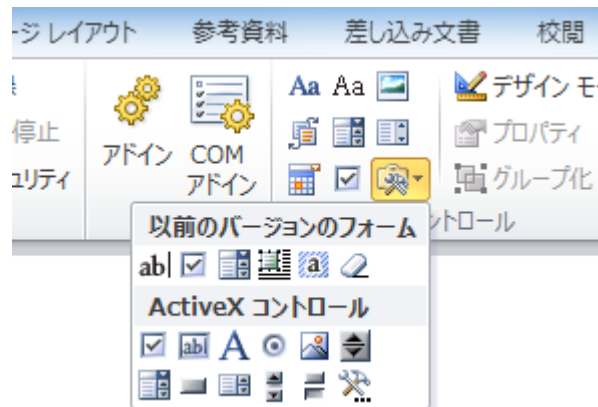 ージ レイアウト 参考資料 差し込み文書 校閲
停止
ュリティ
アドイン
COM
アドイン
Aa Aa
デザイン モー
プロパティ
グループ化
トロール
以前のバージョンのフォーム
ab|
a
ActiveX コントロール
ab|
A